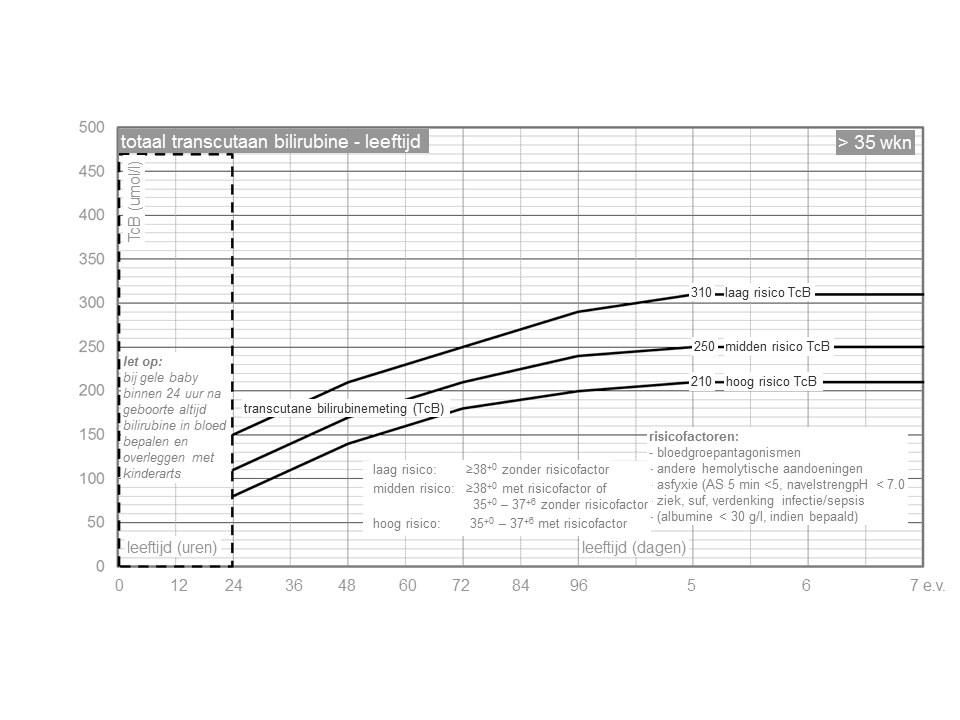 totaal transcutaan bilirubine - leeftijd
> 35 wkn
TcB (umol/l)
500
450
400
350
300
250
200
150
100
50
0
310 laag risico TcB
250 midden risico TcB
210 hoog risico TcB
let op:
bij gele baby
binnen 24 uur na
geboorte altijd
bilirubine in bloed
bepalen en
overleggen met
kinderarts
transcutane bilirubinemeting (TcB)
laag risico: ≥38⁺⁰ zonder risicofactor
midden risico: ≥38⁺⁰ met risicofactor of
35⁺⁰ – 37⁺⁶ zonder risicofactor
hoog risico: 35⁺⁰ – 37⁺⁶ met risicofactor
risicofactoren:
- bloedgroepantagonismen
- andere hemolytische aandoeningen
- asfyxie (AS 5 min <5, navelstrengpH < 7.0
- ziek, suf, verdenking infectie/sepsis
- (albumine < 30 g/l, indien bepaald)
leeftijd (uren)
leeftijd (dagen)
0 12 24 36 48 60 72 84 96 5 6 7 e.v.